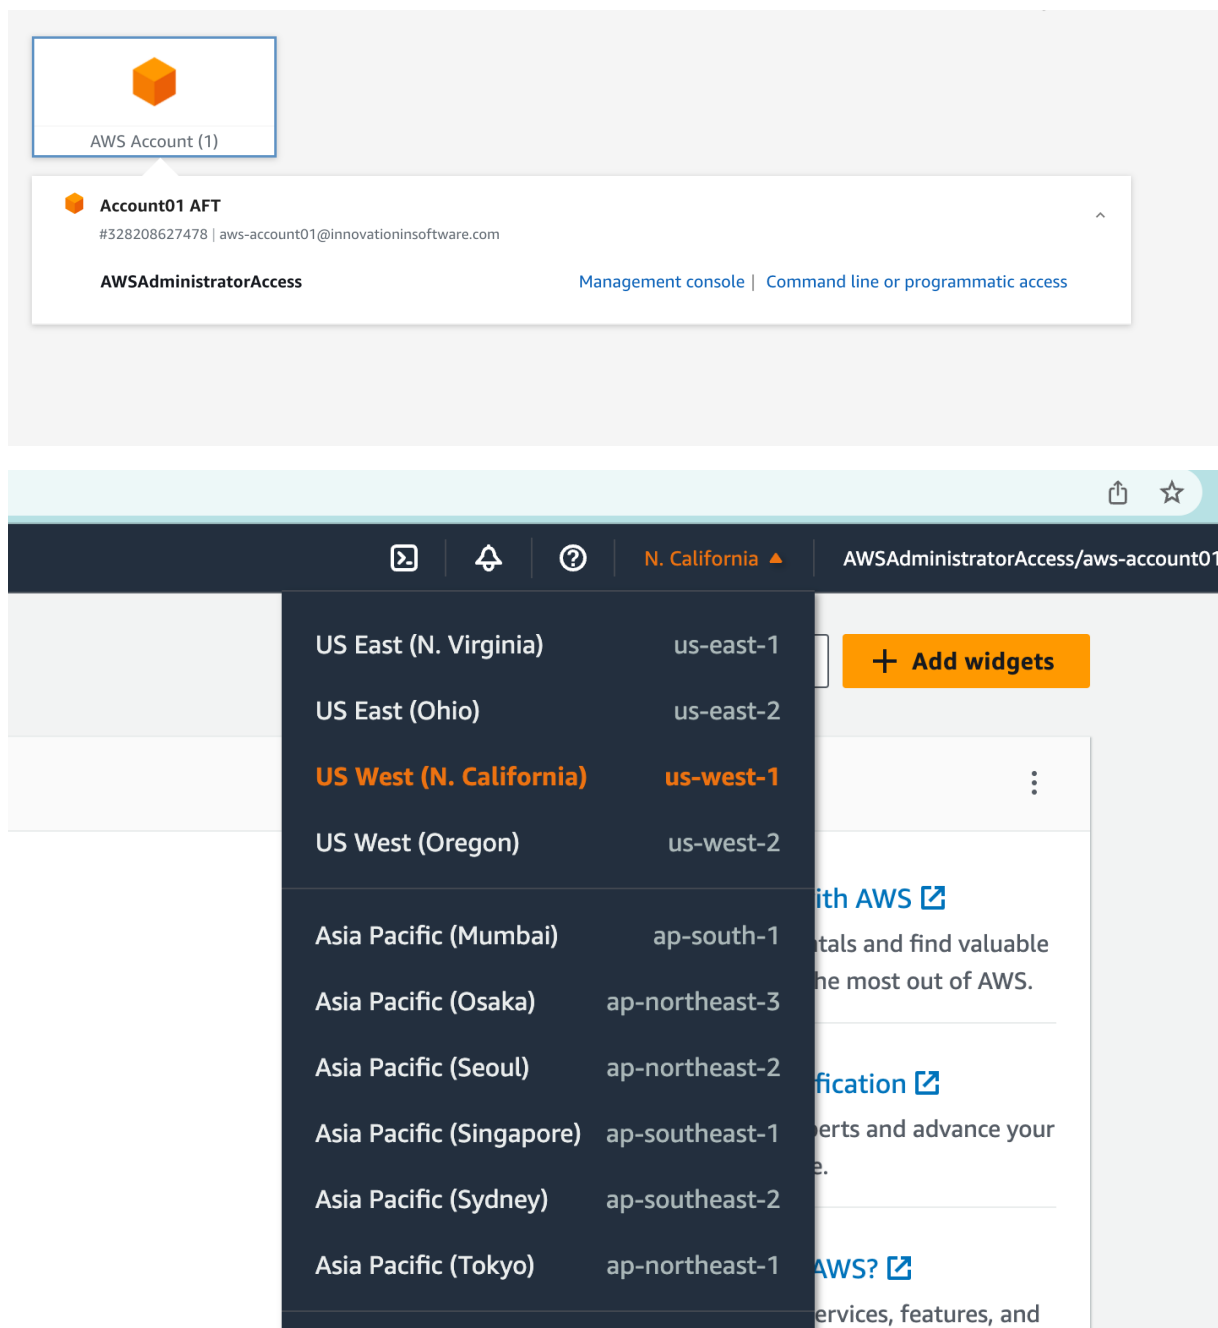 AWS Account (1)
Account01 AFT
#328208627478 | aws-account01@innovationinsoftware.com
AWSAdministratorAccess Management console | Command line or programmatic access
N. California AWSAdministratorAccess/aws-account01
US East (N. Virginia) us-east-1
+ Add widgets
US East (Ohio) us-east-2
US West (N. California) us-west-1
US West (Oregon) us-west-2
ith AWS
Asia Pacific (Mumbai) ap-south-1
tals and find valuable
he most out of AWS.
Asia Pacific (Osaka) ap-northeast-3
Asia Pacific (Seoul) ap-northeast-2
fication
Asia Pacific (Singapore) ap-southeast-1
erts and advance your
e.
Asia Pacific (Sydney) ap-southeast-2
Asia Pacific (Tokyo) ap-northeast-1
AWS?
ervices, features, and